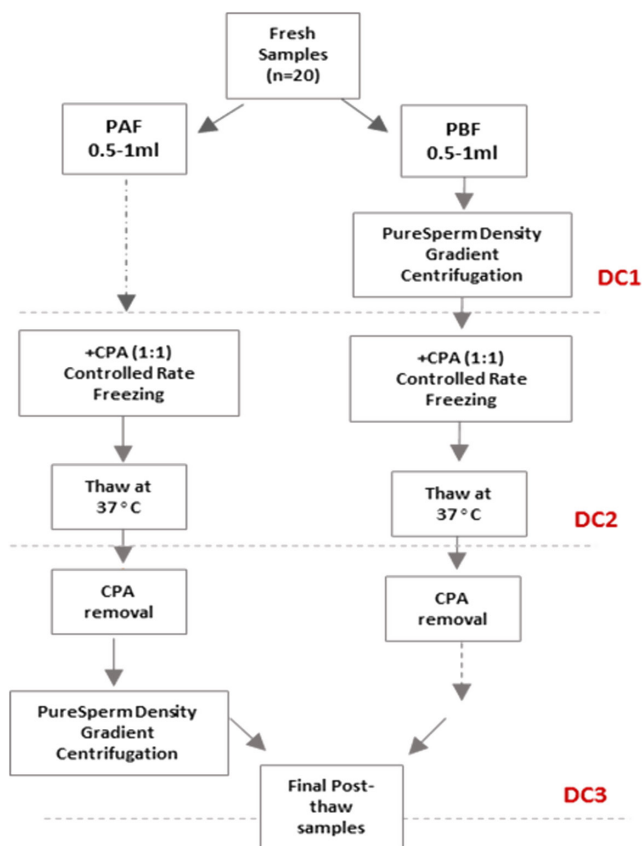 Fresh
Samples
(n=20)
PAF
0.5-1ml
PBF
0.5-1ml
PureSperm Density
Gradient
Centrifugation
DC1
+CPA (1:1)
Controlled Rate
Freezing
+CPA (1:1)
Controlled Rate
Freezing
Thaw at
37°C
Thaw at
37°C
DC2
CPA
removal
CPA
removal
PureSperm Density
Gradient
Centrifugation
Final Post-
thaw
samples
DC3